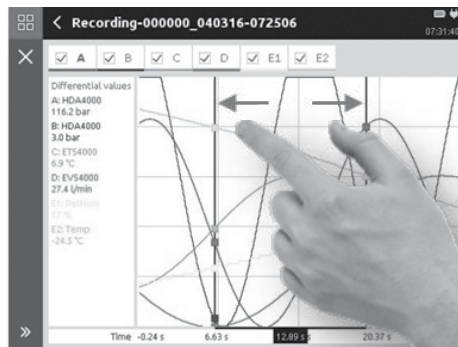 Recording-000000_040316-072506
07:31:40
A B C D E1 E2
Differential values
A: HDA4000
116.2 bar
B: HDA4000
3.0 bar
C: ETS4000
6.9 °C
D: EVS4000
27.4 l/min
E1: RelHum
17 %
E2: Temp
-24.3 °C
Time -0.24 s 6.63 s 12.89 s 20.37 s